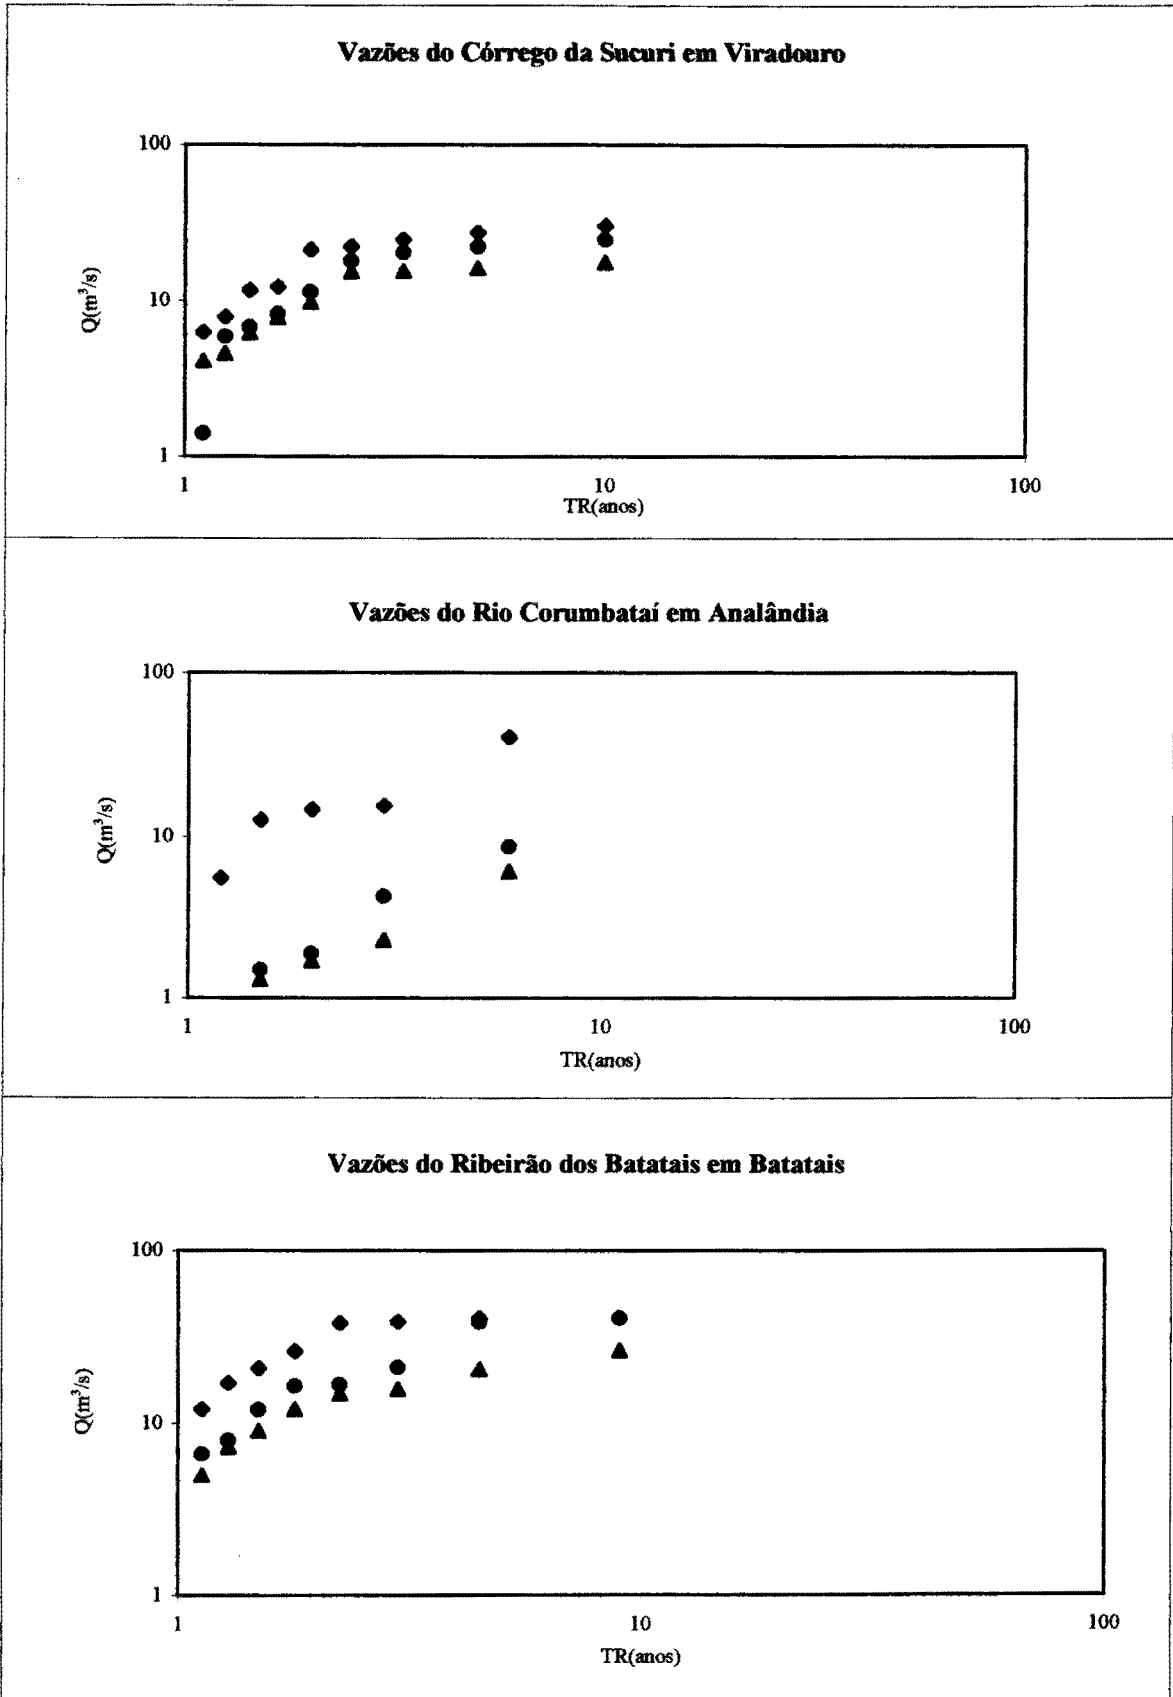 Vazões do Córrego da Sucuri em Viradouro
100
10
1
Q(m³/s)
1 10 100
TR(anos)
Vazões do Rio Corumbataí em Analândia
100
10
1
Q(m³/s)
1 10 100
TR(anos)
Vazões do Ribeirão dos Batatais em Batatais
100
10
1
Q(m³/s)
1 10 100
TR(anos)